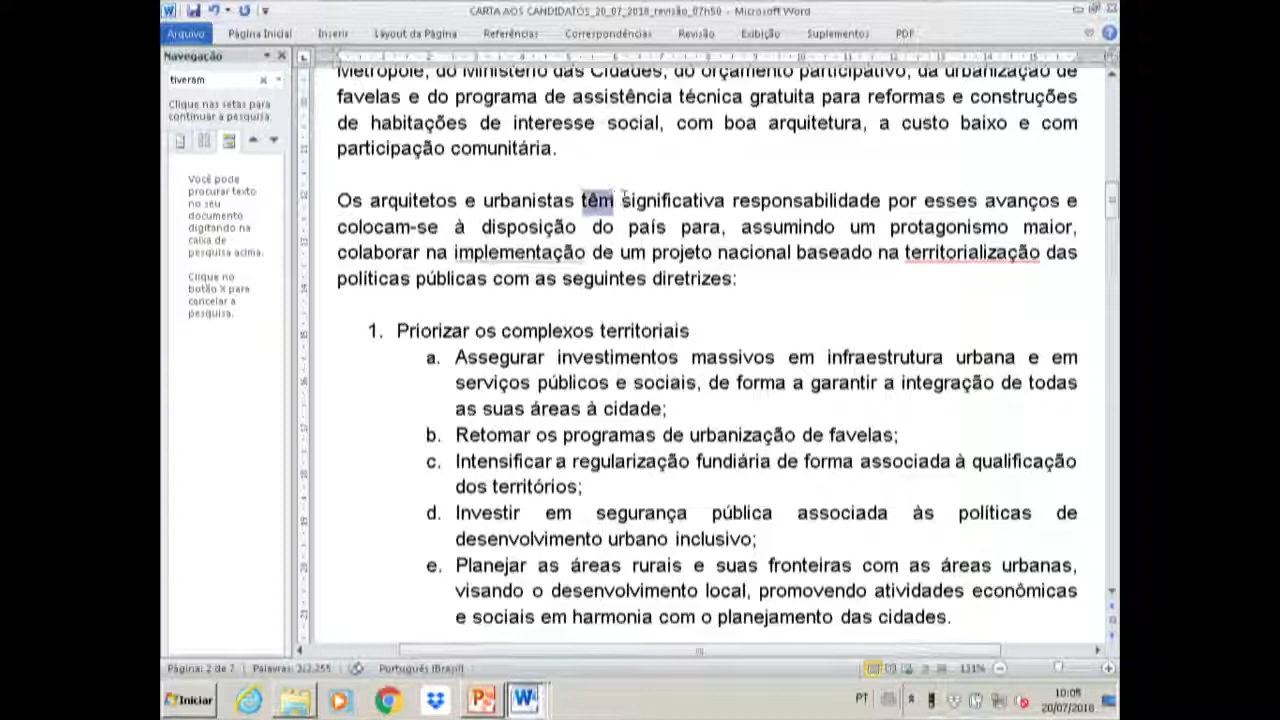 CARTA AOS CANDIDATOS_20_07_2018_revisão_07h50 - Microsoft Word
Arquivo Página Inicial Inserir Layout da Página Referências Correspondências Revisão Exibição Suplementos PDF
Navegação
tiveram
Clique nas setas para
continuar a pesquisa.
Você pode
procurar texto
no seu
documento
digitando na
caixa de
pesquisa acima.
Clique no
botão X para
cancelar a
pesquisa.
Metrópole, do Ministério das Cidades, do orçamento participativo, da urbanização de
favelas e do programa de assistência técnica gratuita para reformas e construções
de habitações de interesse social, com boa arquitetura, a custo baixo e com
participação comunitária.
Os arquitetos e urbanistas têm significativa responsabilidade por esses avanços e
colocam-se à disposição do país para, assumindo um protagonismo maior,
colaborar na implementação de um projeto nacional baseado na territorialização das
políticas públicas com as seguintes diretrizes:
1. Priorizar os complexos territoriais
a. Assegurar investimentos massivos em infraestrutura urbana e em
serviços públicos e sociais, de forma a garantir a integração de todas
as suas áreas à cidade;
b. Retomar os programas de urbanização de favelas;
c. Intensificar a regularização fundiária de forma associada à qualificação
dos territórios;
d. Investir em segurança pública associada às políticas de
desenvolvimento urbano inclusivo;
e. Planejar as áreas rurais e suas fronteiras com as áreas urbanas,
visando o desenvolvimento local, promovendo atividades econômicas
e sociais em harmonia com o planejamento das cidades.
Página: 2 de 7 Palavras: 3/2.255 Português (Brasil) 131%
Iniciar PT 10:06
20/07/2018